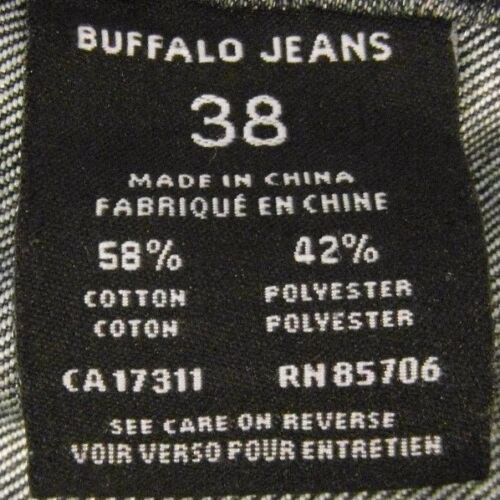 BUFFALO JEANS
38
MADE IN CHINA
FABRIQUÉ EN CHINE
58% 42%
COTTON POLYESTER
COTON POLYESTER
CA17311 RN85706
SEE CARE ON REVERSE
VOIR VERSO POUR ENTRETIEN